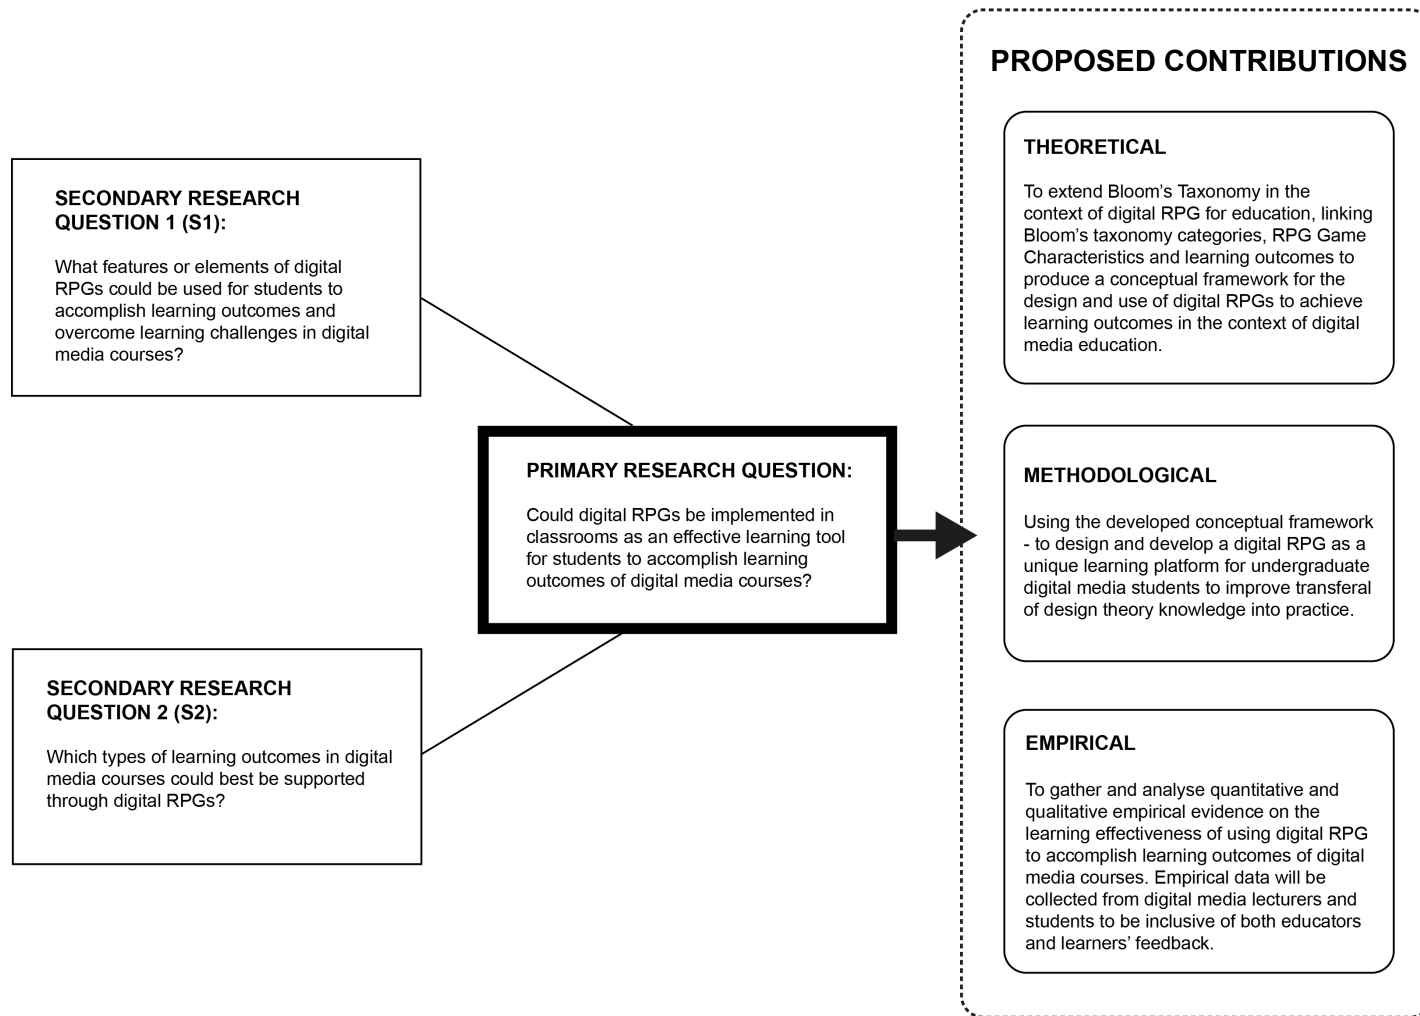 SECONDARY RESEARCH
QUESTION 1 (S1):
What features or elements of digital
RPGs could be used for students to
accomplish learning outcomes and
overcome learning challenges in digital
media courses?
SECONDARY RESEARCH
QUESTION 2 (S2):
Which types of learning outcomes in digital
media courses could best be supported
through digital RPGs?
PRIMARY RESEARCH QUESTION:
Could digital RPGs be implemented in
classrooms as an effective learning tool
for students to accomplish learning
outcomes of digital media courses?
PROPOSED CONTRIBUTIONS
THEORETICAL
To extend Bloom’s Taxonomy in the
context of digital RPG for education, linking
Bloom’s taxonomy categories, RPG Game
Characteristics and learning outcomes to
produce a conceptual framework for the
design and use of digital RPGs to achieve
learning outcomes in the context of digital
media education.
METHODOLOGICAL
Using the developed conceptual framework
- to design and develop a digital RPG as a
unique learning platform for undergraduate
digital media students to improve transferal
of design theory knowledge into practice.
EMPIRICAL
To gather and analyse quantitative and
qualitative empirical evidence on the
learning effectiveness of using digital RPG
to accomplish learning outcomes of digital
media courses. Empirical data will be
collected from digital media lecturers and
students to be inclusive of both educators
and learners’ feedback.